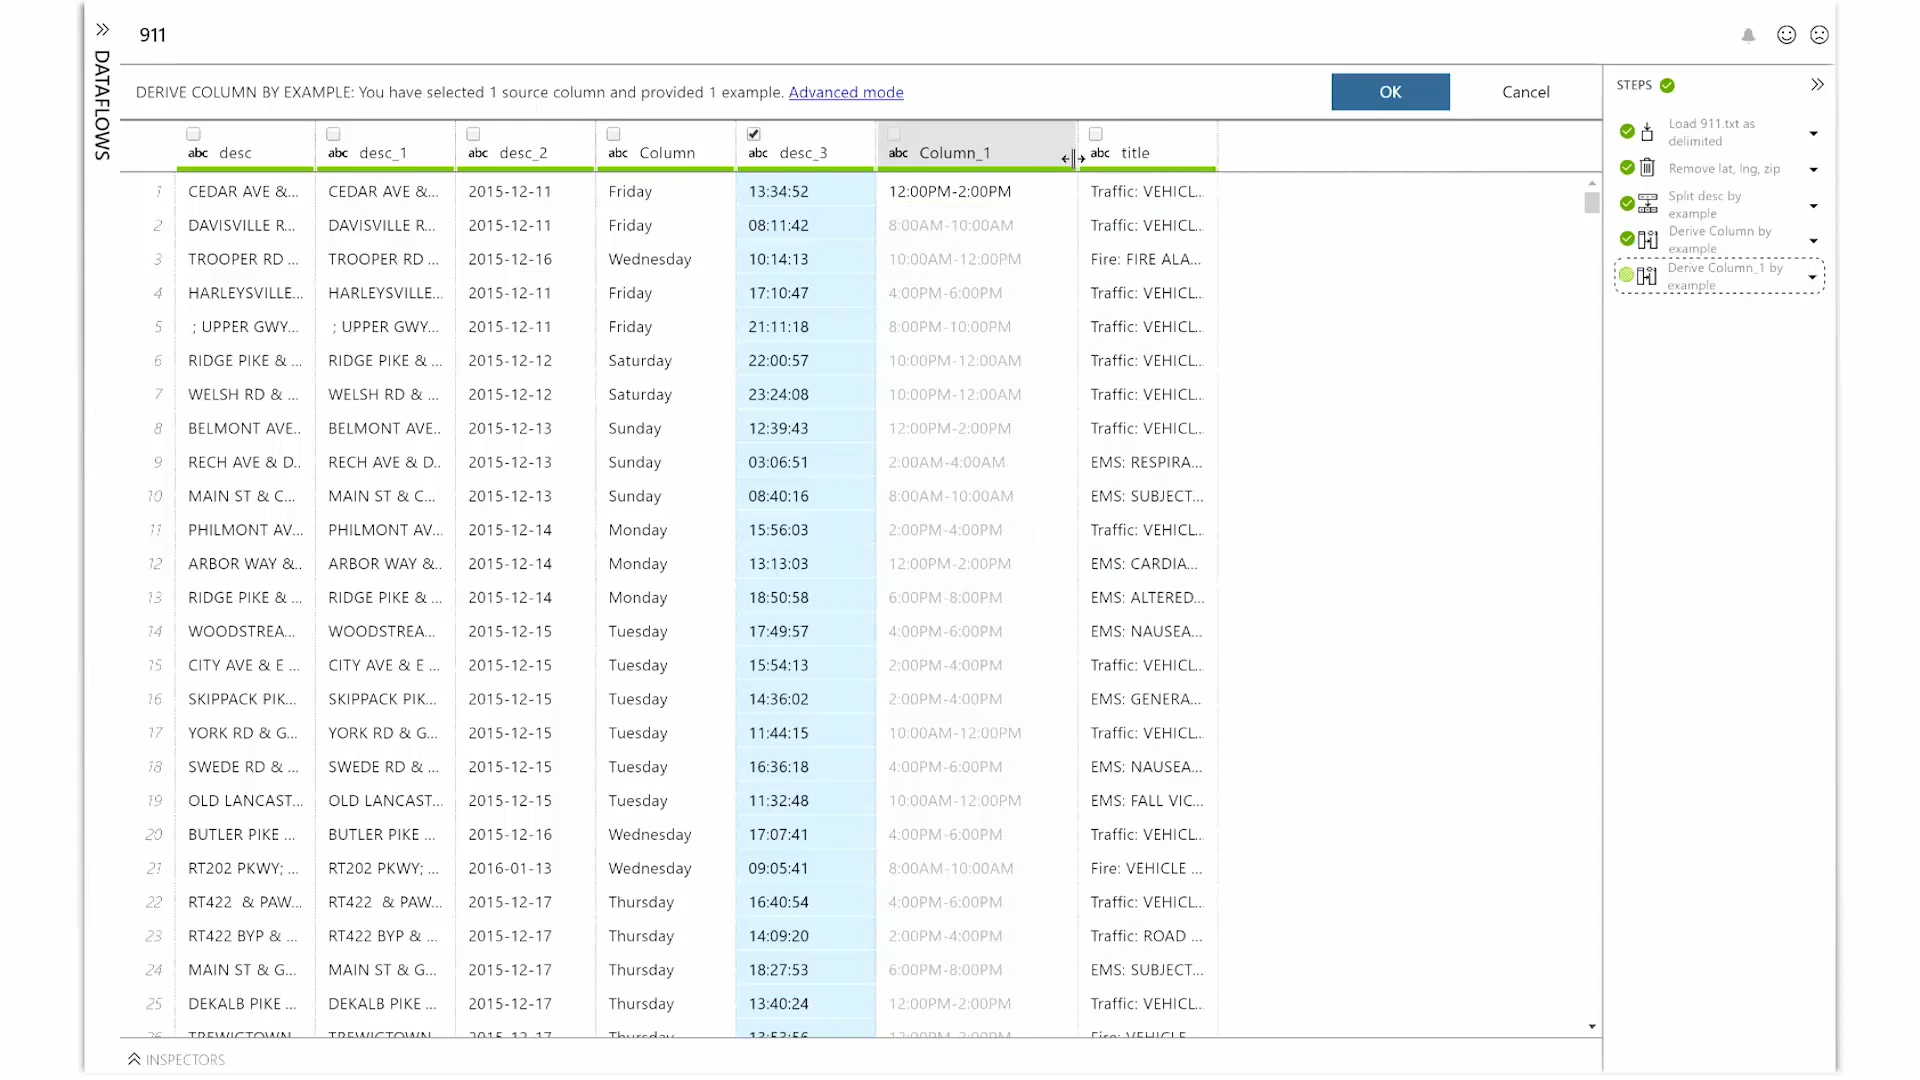 911
DATAFLOWS
DERIVE COLUMN BY EXAMPLE: You have selected 1 source column and provided 1 example. Advanced mode
OK
Cancel
STEPS
Load 911.txt as
delimited
Remove lat, lng, zip
Split desc by
example
Derive Column by
example
Derive Column_1 by
example
abc desc abc desc_1 abc desc_2 abc Column abc desc_3 abc Column_1 abc title
1 CEDAR AVE &... CEDAR AVE &... 2015-12-11 Friday 13:34:52 12:00PM-2:00PM Traffic: VEHICL...
2 DAVISVILLE R... DAVISVILLE R... 2015-12-11 Friday 08:11:42 8:00AM-10:00AM Traffic: VEHICL...
3 TROOPER RD ... TROOPER RD ... 2015-12-16 Wednesday 10:14:13 10:00AM-12:00PM Fire: FIRE ALA...
4 HARLEYSVILLE... HARLEYSVILLE... 2015-12-11 Friday 17:10:47 4:00PM-6:00PM Traffic: VEHICL...
5 ; UPPER GWY... ; UPPER GWY... 2015-12-11 Friday 21:11:18 8:00PM-10:00PM Traffic: VEHICL...
6 RIDGE PIKE & ... RIDGE PIKE & ... 2015-12-12 Saturday 22:00:57 10:00PM-12:00AM Traffic: VEHICL...
7 WELSH RD & ... WELSH RD & ... 2015-12-12 Saturday 23:24:08 10:00PM-12:00AM Traffic: VEHICL...
8 BELMONT AVE.. BELMONT AVE.. 2015-12-13 Sunday 12:39:43 12:00PM-2:00PM Traffic: VEHICL...
9 RECH AVE & D.. RECH AVE & D.. 2015-12-13 Sunday 03:06:51 2:00AM-4:00AM EMS: RESPIRA...
10 MAIN ST & C... MAIN ST & C... 2015-12-13 Sunday 08:40:16 8:00AM-10:00AM EMS: SUBJECT...
11 PHILMONT AV... PHILMONT AV... 2015-12-14 Monday 15:56:03 2:00PM-4:00PM Traffic: VEHICL...
12 ARBOR WAY &.. ARBOR WAY &.. 2015-12-14 Monday 13:13:03 12:00PM-2:00PM EMS: CARDIA...
13 RIDGE PIKE & ... RIDGE PIKE & ... 2015-12-14 Monday 18:50:58 6:00PM-8:00PM EMS: ALTERED...
14 WOODSTREA... WOODSTREA... 2015-12-15 Tuesday 17:49:57 4:00PM-6:00PM EMS: NAUSEA...
15 CITY AVE & E ... CITY AVE & E ... 2015-12-15 Tuesday 15:54:13 2:00PM-4:00PM Traffic: VEHICL...
16 SKIPPACK PIK... SKIPPACK PIK... 2015-12-15 Tuesday 14:36:02 2:00PM-4:00PM EMS: GENERA...
17 YORK RD & G... YORK RD & G... 2015-12-15 Tuesday 11:44:15 10:00AM-12:00PM Traffic: VEHICL...
18 SWEDE RD & ... SWEDE RD & ... 2015-12-15 Tuesday 16:36:18 4:00PM-6:00PM EMS: NAUSEA...
19 OLD LANCAST... OLD LANCAST... 2015-12-15 Tuesday 11:32:48 10:00AM-12:00PM EMS: FALL VIC...
20 BUTLER PIKE ... BUTLER PIKE ... 2015-12-16 Wednesday 17:07:41 4:00PM-6:00PM Traffic: VEHICL...
21 RT202 PKWY; ... RT202 PKWY; ... 2016-01-13 Wednesday 09:05:41 8:00AM-10:00AM Fire: VEHICLE ...
22 RT422 & PAW... RT422 & PAW... 2015-12-17 Thursday 16:40:54 4:00PM-6:00PM Traffic: VEHICL...
23 RT422 BYP & ... RT422 BYP & ... 2015-12-17 Thursday 14:09:20 2:00PM-4:00PM Traffic: ROAD ...
24 MAIN ST & G... MAIN ST & G... 2015-12-17 Thursday 18:27:53 6:00PM-8:00PM EMS: SUBJECT...
25 DEKALB PIKE ... DEKALB PIKE ... 2015-12-17 Thursday 13:40:24 12:00PM-2:00PM Traffic: VEHICL...
26 TREWIGTOWN TREWIGTOWN 2015-12-17 Thursday 13:53:56 12:00PM-2:00PM Fire: VEHICLE
INSPECTORS